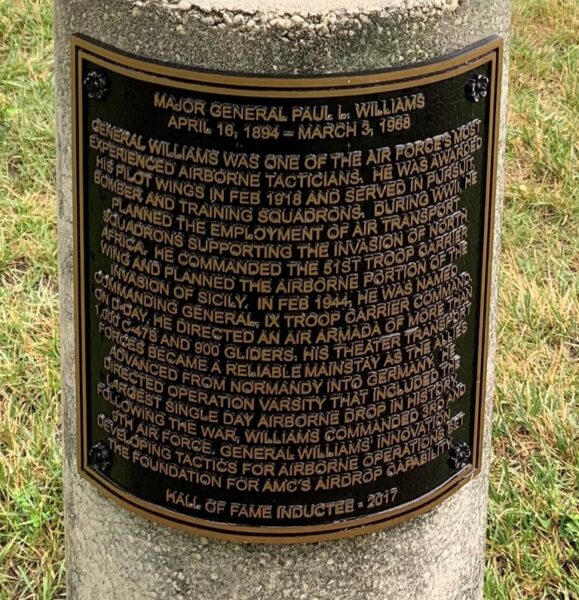 MAJOR GENERAL PAUL L. WILLIAMS
APRIL 16, 1894 – MARCH 3, 1968
GENERAL WILLIAMS WAS ONE OF THE AIR FORCE'S MOST
EXPERIENCED AIRBORNE TACTICIANS. HE WAS AWARDED
HIS PILOT WINGS IN FEB 1918 AND SERVED IN PURSUIT,
BOMBER AND TRAINING SQUADRONS. DURING WWII, HE
PLANNED THE EMPLOYMENT OF AIR TRANSPORT
SQUADRONS SUPPORTING THE INVASION OF NORTH
AFRICA. HE COMMANDED THE 51ST TROOP CARRIER
WING AND PLANNED THE AIRBORNE PORTION OF THE
INVASION OF SICILY. IN FEB 1944, HE WAS NAMED
COMMANDING GENERAL, IX TROOP CARRIER COMMAND.
ON D-DAY, HE DIRECTED AN AIR ARMADA OF MORE THAN
1,000 C-47S AND 900 GLIDERS. HIS THEATER TRANSPORT
FORCES BECAME A RELIABLE MAINSTAY AS THE ALLIES
ADVANCED FROM NORMANDY INTO GERMANY. HE
DIRECTED OPERATION VARSITY THAT INCLUDED THE
LARGEST SINGLE DAY AIRBORNE DROP IN HISTORY.
FOLLOWING THE WAR, WILLIAMS COMMANDED 3RD AND
9TH AIR FORCE. GENERAL WILLIAMS' INNOVATION
DEVELOPING TACTICS FOR AIRBORNE OPERATIONS SET
THE FOUNDATION FOR AMC'S AIRDROP CAPABILITY.
HALL OF FAME INDUCTEE - 2017